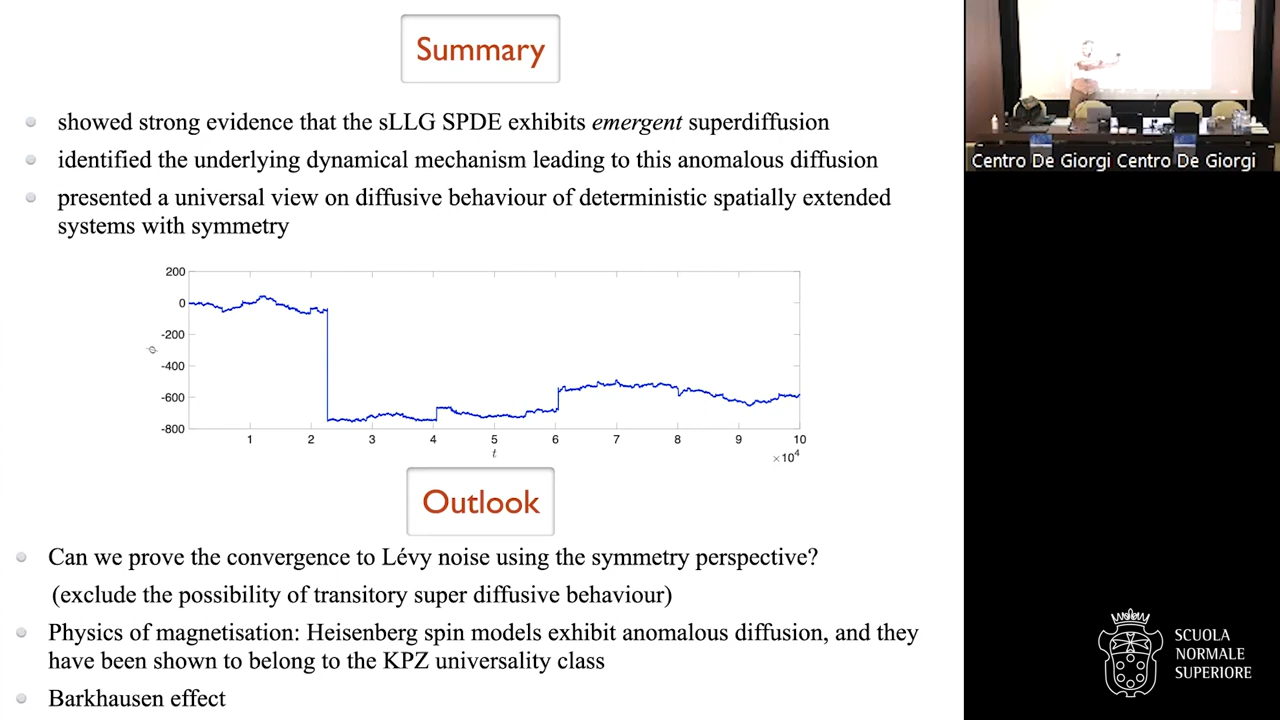 Summary
showed strong evidence that the sLLG SPDE exhibits emergent superdiffusion
identified the underlying dynamical mechanism leading to this anomalous diffusion
presented a universal view on diffusive behaviour of deterministic spatially extended
systems with symmetry
200
0
-200
-400
-600
-800
ϕ
1 2 3 4 5 6 7 8 9 10
t
×10⁴
Outlook
Can we prove the convergence to Lévy noise using the symmetry perspective?
(exclude the possibility of transitory super diffusive behaviour)
Physics of magnetisation: Heisenberg spin models exhibit anomalous diffusion, and they
have been shown to belong to the KPZ universality class
Barkhausen effect
Centro De Giorgi Centro De Giorgi
SCUOLA
NORMALE
SUPERIORE